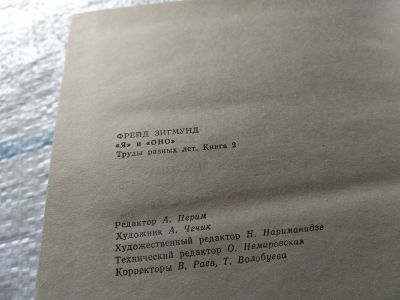 ФРЕЙД ЗИГМУНД
«Я» и «ОНО»
Труды разных лет. Книга 2
Редактор А. Перим
Художник А. Чечик
Художественный редактор Н. Нариманидзе
Технический редактор О. Немировская
Корректоры В. Раев, Т. Волобуева